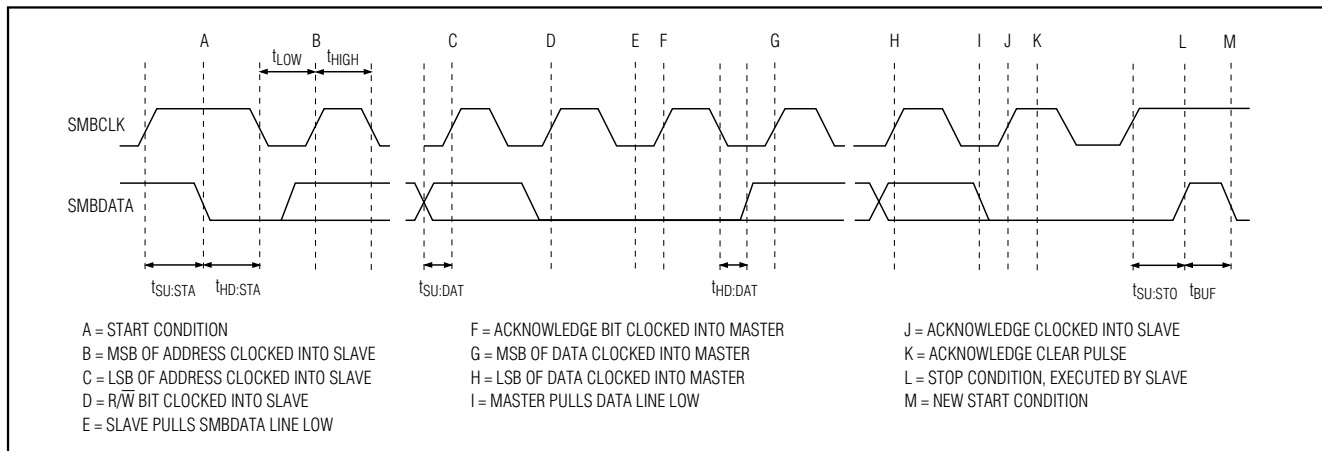 A B C D E F G H I J K L M
tLOW tHIGH
SMBCLK
SMBDATA
tSU:STA tHD:STA tSU:DAT tHD:DAT tSU:STO tBUF
A = START CONDITION
B = MSB OF ADDRESS CLOCKED INTO SLAVE
C = LSB OF ADDRESS CLOCKED INTO SLAVE
D = R/W̅ BIT CLOCKED INTO SLAVE
E = SLAVE PULLS SMBDATA LINE LOW
F = ACKNOWLEDGE BIT CLOCKED INTO MASTER
G = MSB OF DATA CLOCKED INTO MASTER
H = LSB OF DATA CLOCKED INTO MASTER
I = MASTER PULLS DATA LINE LOW
J = ACKNOWLEDGE CLOCKED INTO SLAVE
K = ACKNOWLEDGE CLEAR PULSE
L = STOP CONDITION, EXECUTED BY SLAVE
M = NEW START CONDITION